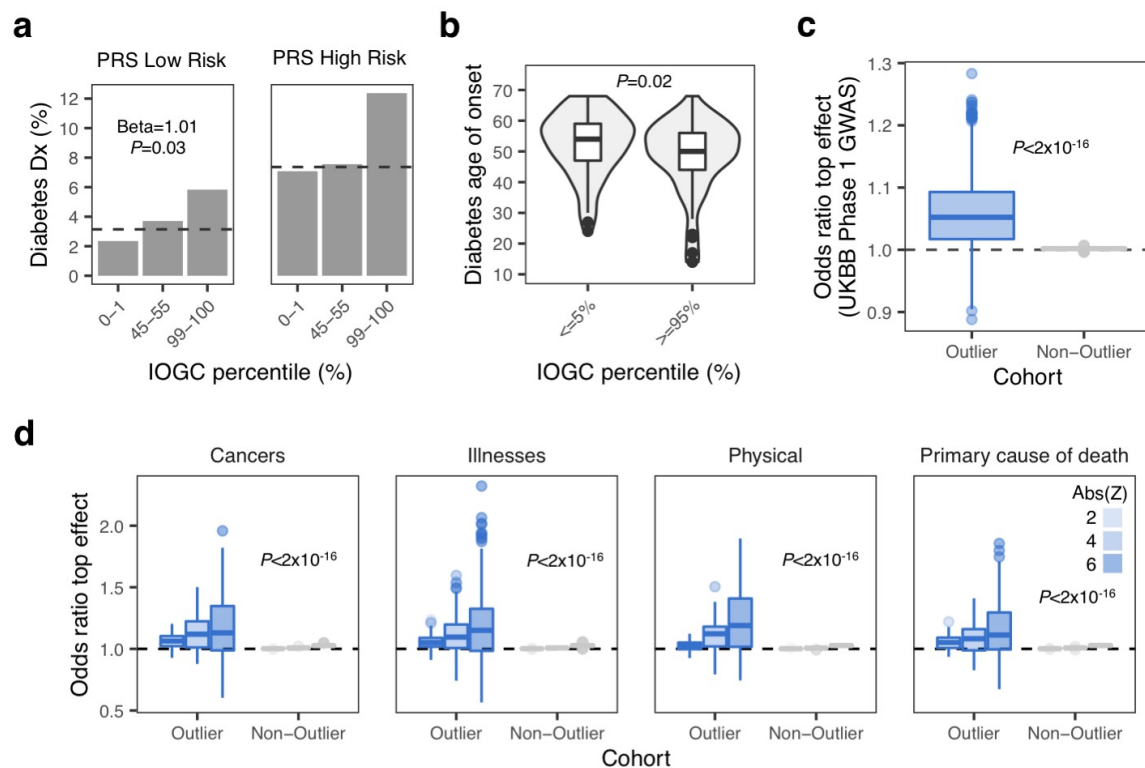 a
PRS Low Risk
PRS High Risk
Diabetes Dx (%)
12
10
8
6
4
2
0
Beta=1.01
P=0.03
0–1
45–55
99–100
0–1
45–55
99–100
IOGC percentile (%)
b
Diabetes age of onset
70
60
50
40
30
20
10
P=0.02
<=5%
>=95%
IOGC percentile (%)
c
Odds ratio top effect
(UKBB Phase 1 GWAS)
1.3
1.2
1.1
1.0
0.9
P<2x10⁻¹⁶
Outlier
Non−Outlier
Cohort
d
Cancers
Illnesses
Physical
Primary cause of death
Odds ratio top effect
2.0
1.5
1.0
0.5
P<2x10⁻¹⁶
P<2x10⁻¹⁶
P<2x10⁻¹⁶
Abs(Z)
2
4
6
P<2x10⁻¹⁶
Outlier Non−Outlier
Outlier Non−Outlier
Outlier Non−Outlier
Outlier Non−Outlier
Cohort